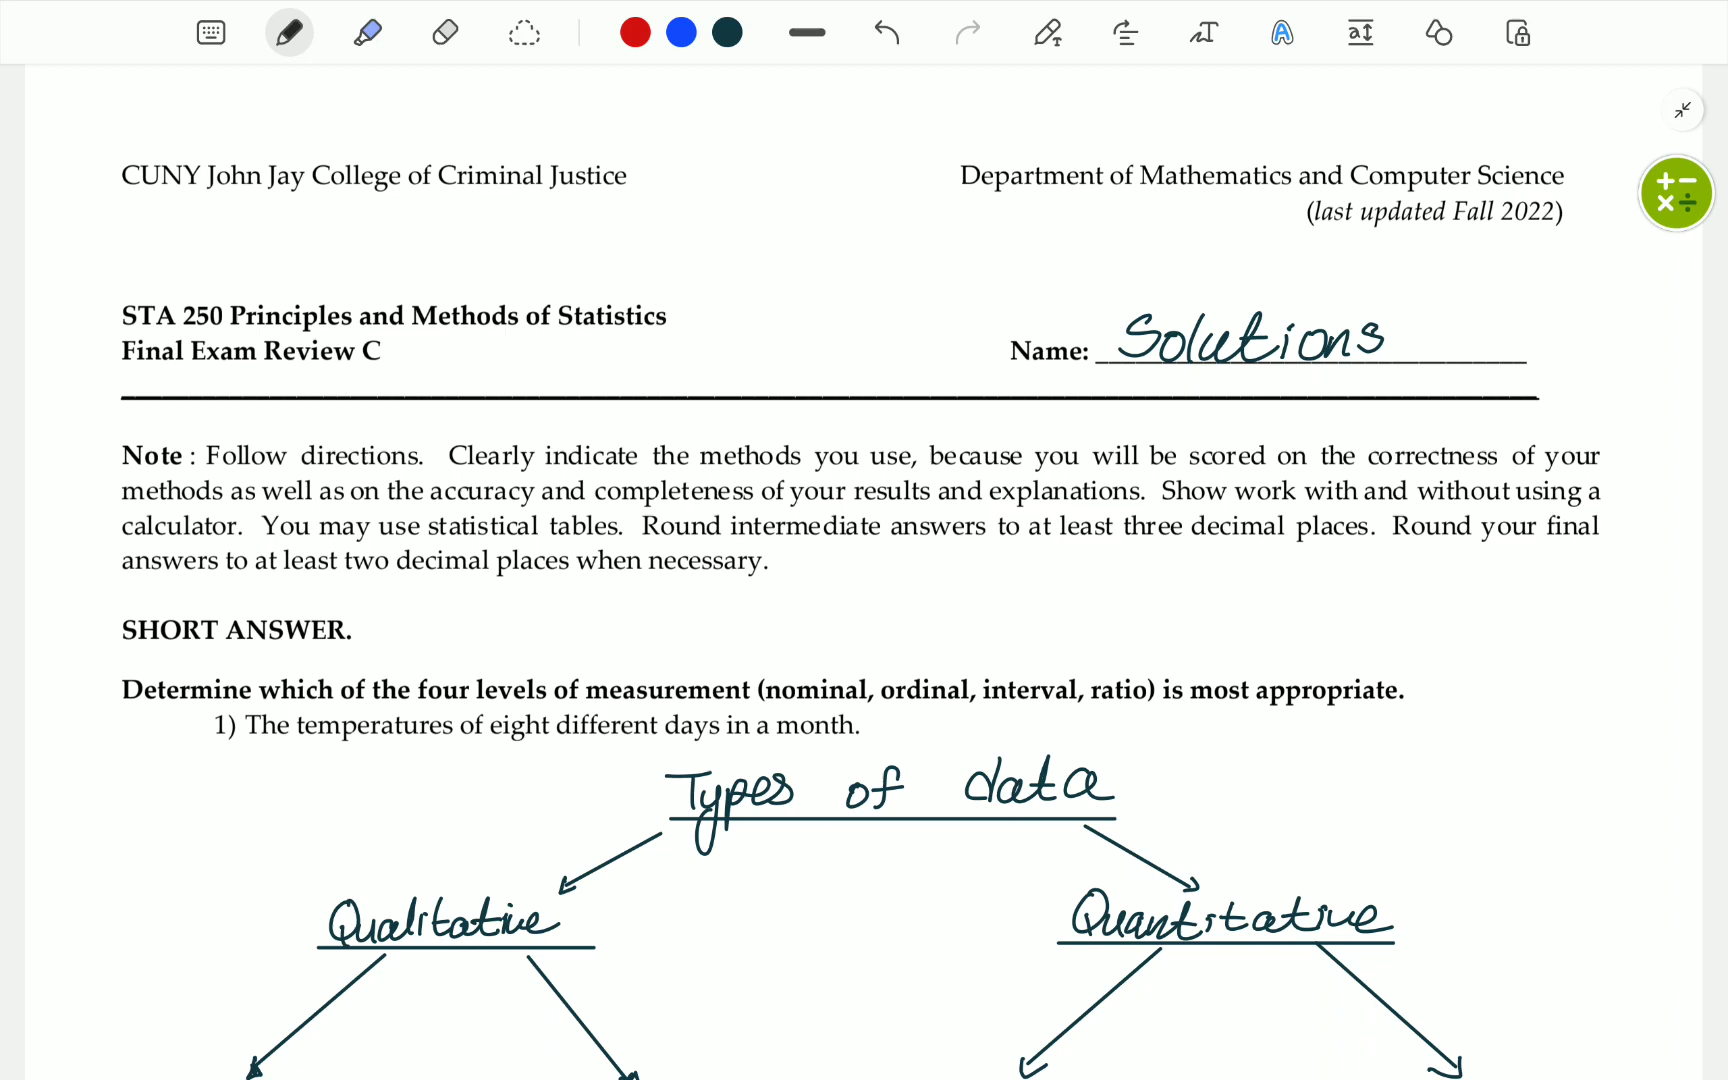 CUNY John Jay College of Criminal Justice
Department of Mathematics and Computer Science
(last updated Fall 2022)
STA 250 Principles and Methods of Statistics
Final Exam Review C
Name: Solutions
Note : Follow directions. Clearly indicate the methods you use, because you will be scored on the correctness of your
methods as well as on the accuracy and completeness of your results and explanations. Show work with and without using a
calculator. You may use statistical tables. Round intermediate answers to at least three decimal places. Round your final
answers to at least two decimal places when necessary.
SHORT ANSWER.
Determine which of the four levels of measurement (nominal, ordinal, interval, ratio) is most appropriate.
1) The temperatures of eight different days in a month.
Types of data
Qualitative
Quantitative